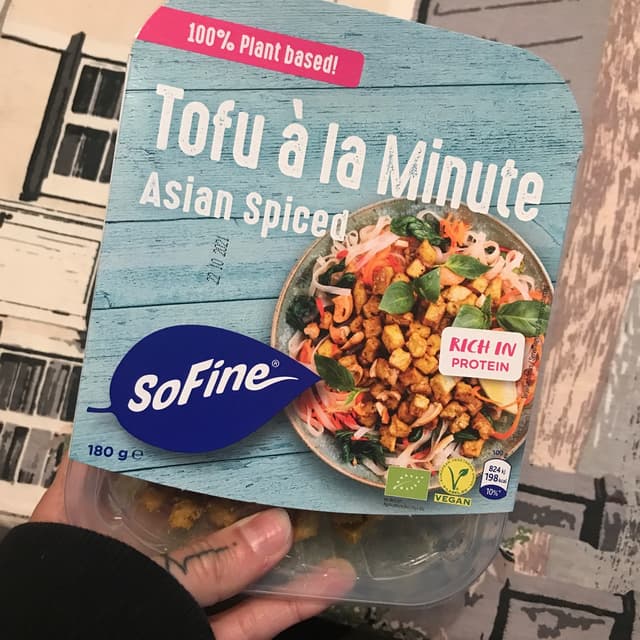 100% Plant based!
Tofu à la Minute
Asian Spiced
22 10 2021
RICH IN
PROTEIN
SoFine®
180 g e
VEGAN
100 g
824 kJ
198 kcal
10%*